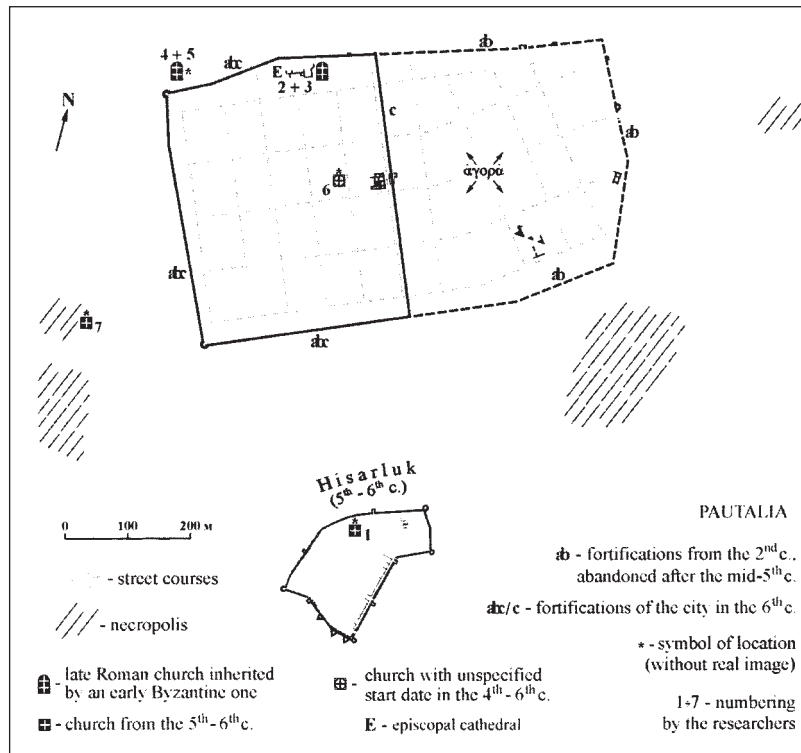 4 + 5
*
abc
ab
E
2 + 3
N
c
ab
ἀγορά
*
6
abc
ab
*
7
abc
Hisarluk
(5th - 6th c.)
*
1
0 100 200 м
- street courses
- necropolis
- late Roman church inherited
by an early Byzantine one
- church from the 5th - 6th c.
- church with unspecified
start date in the 4th - 6th c.
E - episcopal cathedral
PAUTALIA
ab - fortifications from the 2nd c.,
abandoned after the mid-5th c.
abc/c - fortifications of the city in the 6th c.
* - symbol of location
(without real image)
1÷7 - numbering
by the researchers